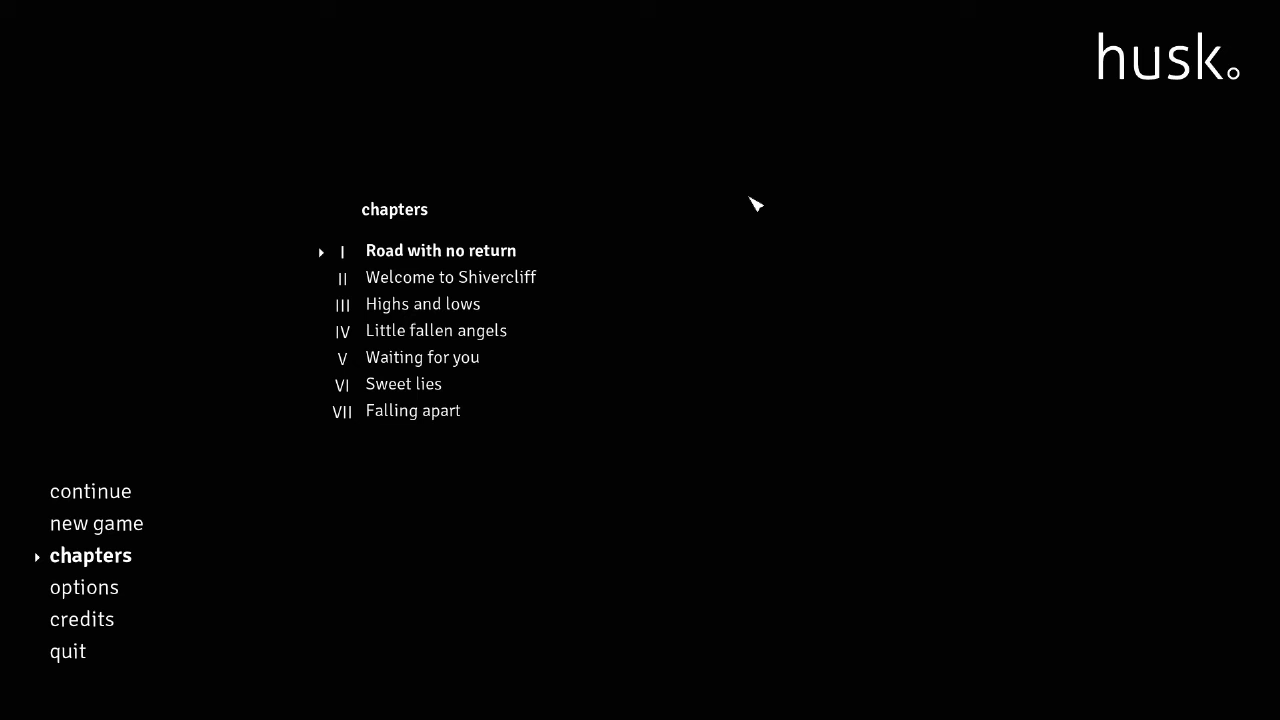 husk.
chapters
I Road with no return
II Welcome to Shivercliff
III Highs and lows
IV Little fallen angels
V Waiting for you
VI Sweet lies
VII Falling apart
continue
new game
chapters
options
credits
quit